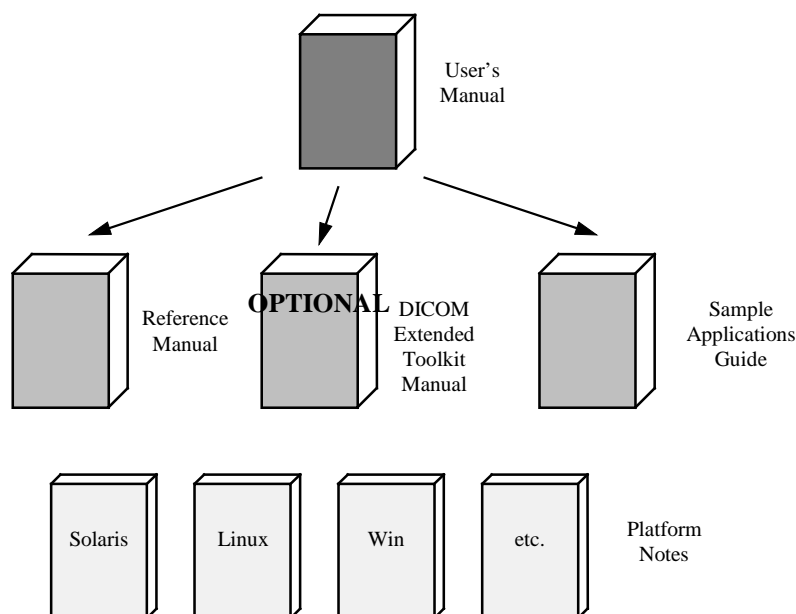 User's
Manual
Reference
Manual
OPTIONAL
DICOM
Extended
Toolkit
Manual
Sample
Applications
Guide
Solaris
Linux
Win
etc.
Platform
Notes